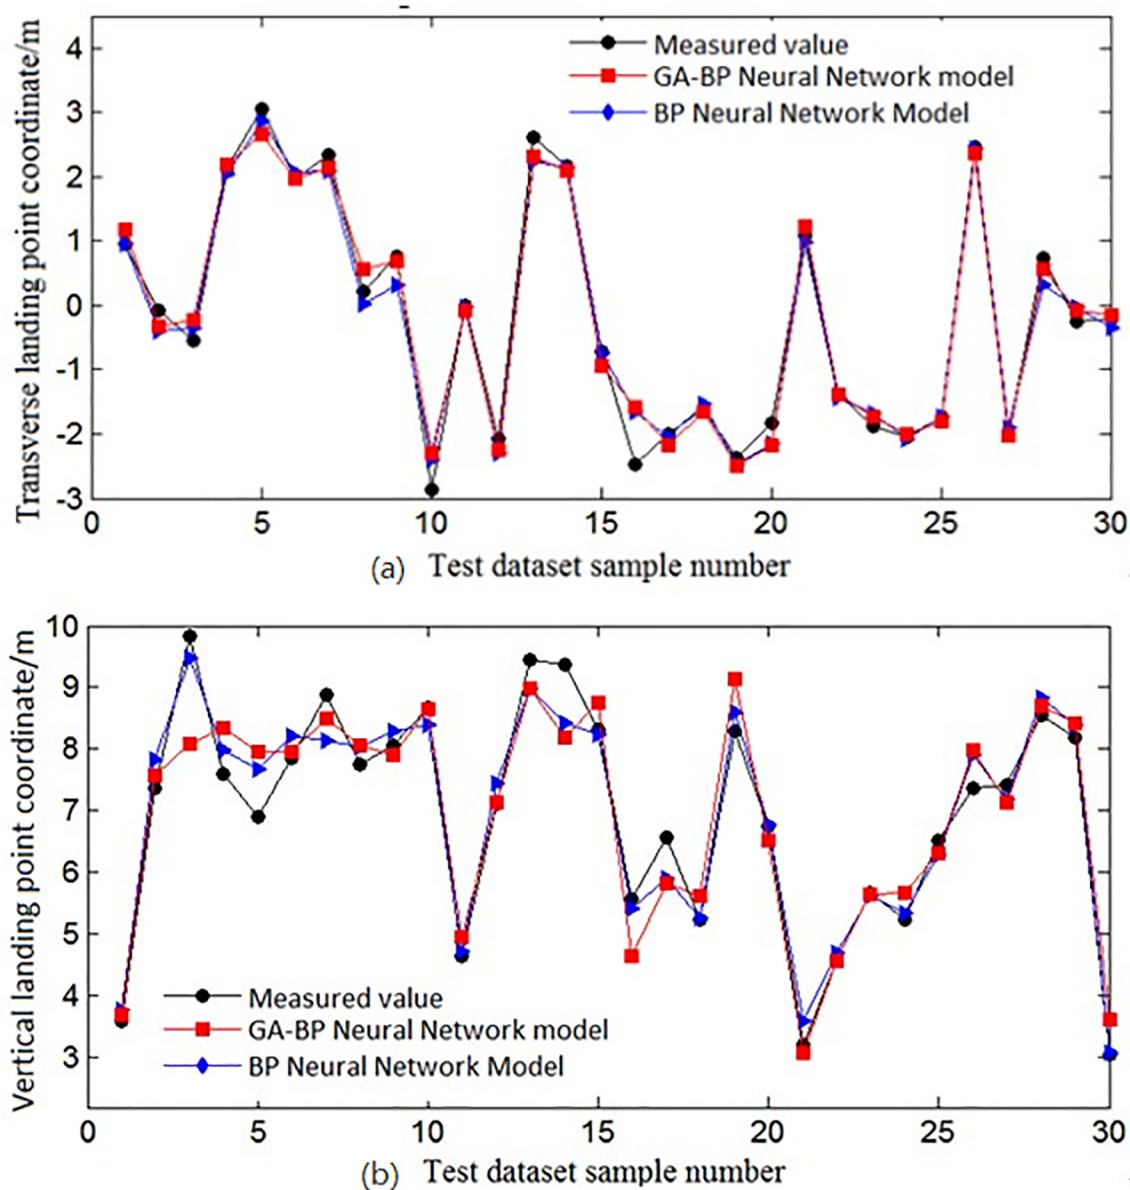 Transverse landing point coordinate/m
4
3
2
1
0
-1
-2
-3
Measured value
GA-BP Neural Network model
BP Neural Network Model
0 5 10 15 20 25 30
(a) Test dataset sample number
Vertical landing point coordinate/m
10
9
8
7
6
5
4
3
Measured value
GA-BP Neural Network model
BP Neural Network Model
0 5 10 15 20 25 30
(b) Test dataset sample number